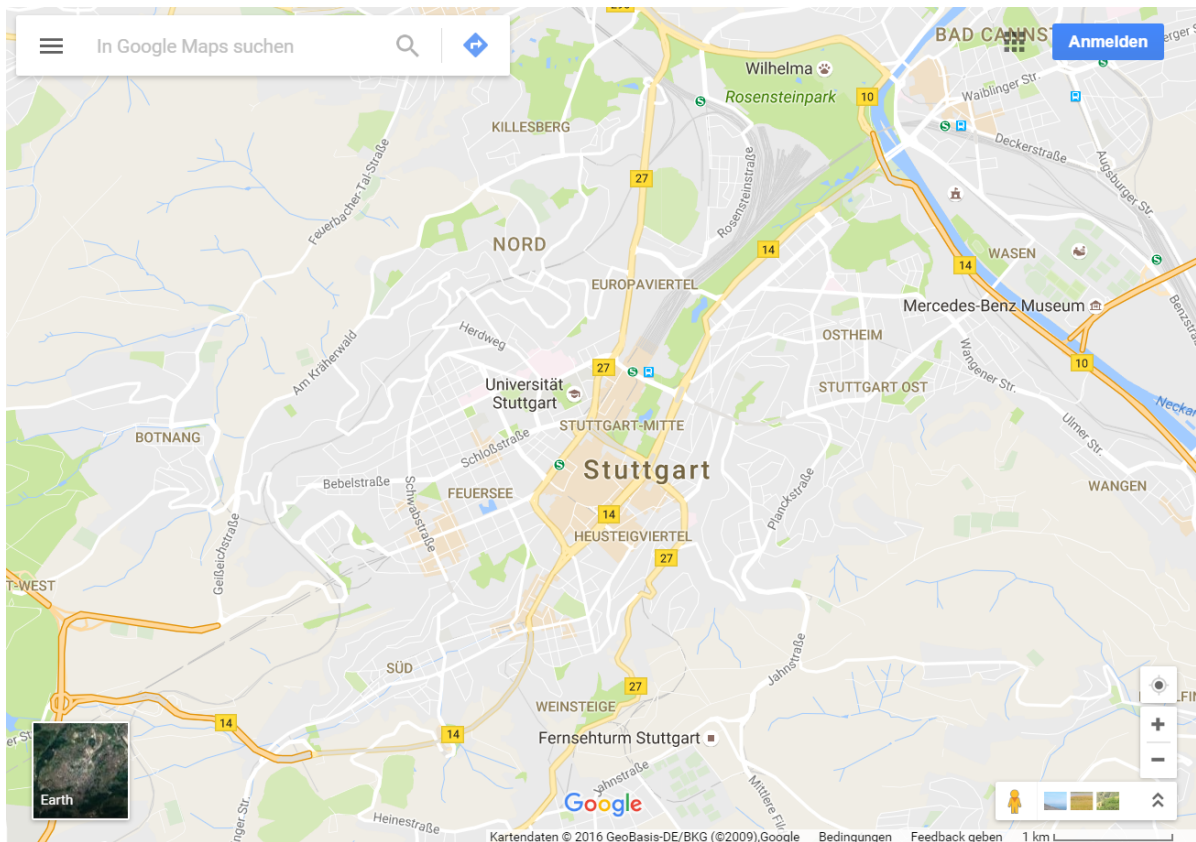 In Google Maps suchen
Anmelden
BAD CANNST
Wilhelma
Rosensteinpark
10
Waiblinger Str.
KILLESBERG
Deckerstraße
Augsburger Str.
Feuerbacher-Tal-Straße
27
Rosensteinstraße
NORD
14
WASEN
14
EUROPAVIERTEL
Mercedes-Benz Museum
Benzstra
Herdweg
OSTHEIM
Am Kräherwald
Wangener Str.
27
10
Universität
Stuttgart
STUTTGART OST
Neckar
STUTTGART-MITTE
Ulmer Str.
BOTNANG
Schloßstraße
Stuttgart
Bebelstraße
FEUERSEE
Schwabstraße
Planckstraße
WANGEN
14
HEUSTEIGVIERTEL
Geißeichstraße
27
T-WEST
SÜD
Jahnstraße
27
WEINSTEIGE
14
14
Fernsehturm Stuttgart
Jahnstraße
Earth
Google
Heinestraße
Mittlere Fil
Kartendaten © 2016 GeoBasis-DE/BKG (©2009),Google Bedingungen Feedback geben 1 km